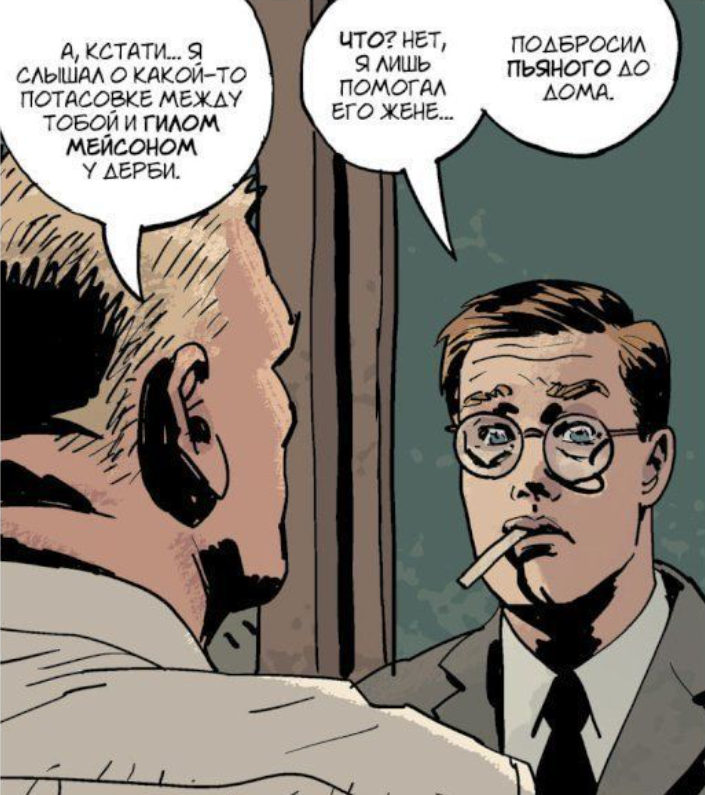 А, КСТАТИ... Я
СЛЫШАЛ О КАКОЙ-ТО
ПОТАСОВКЕ МЕЖДУ
ТОБОЙ И ГИЛОМ
МЕЙСОНОМ
У ДЕРБИ.
ЧТО? НЕТ,
Я ЛИШЬ
ПОМОГАЛ
ЕГО ЖЕНЕ...
ПОДБРОСИЛ
ПЬЯНОГО ДО
ДОМА.